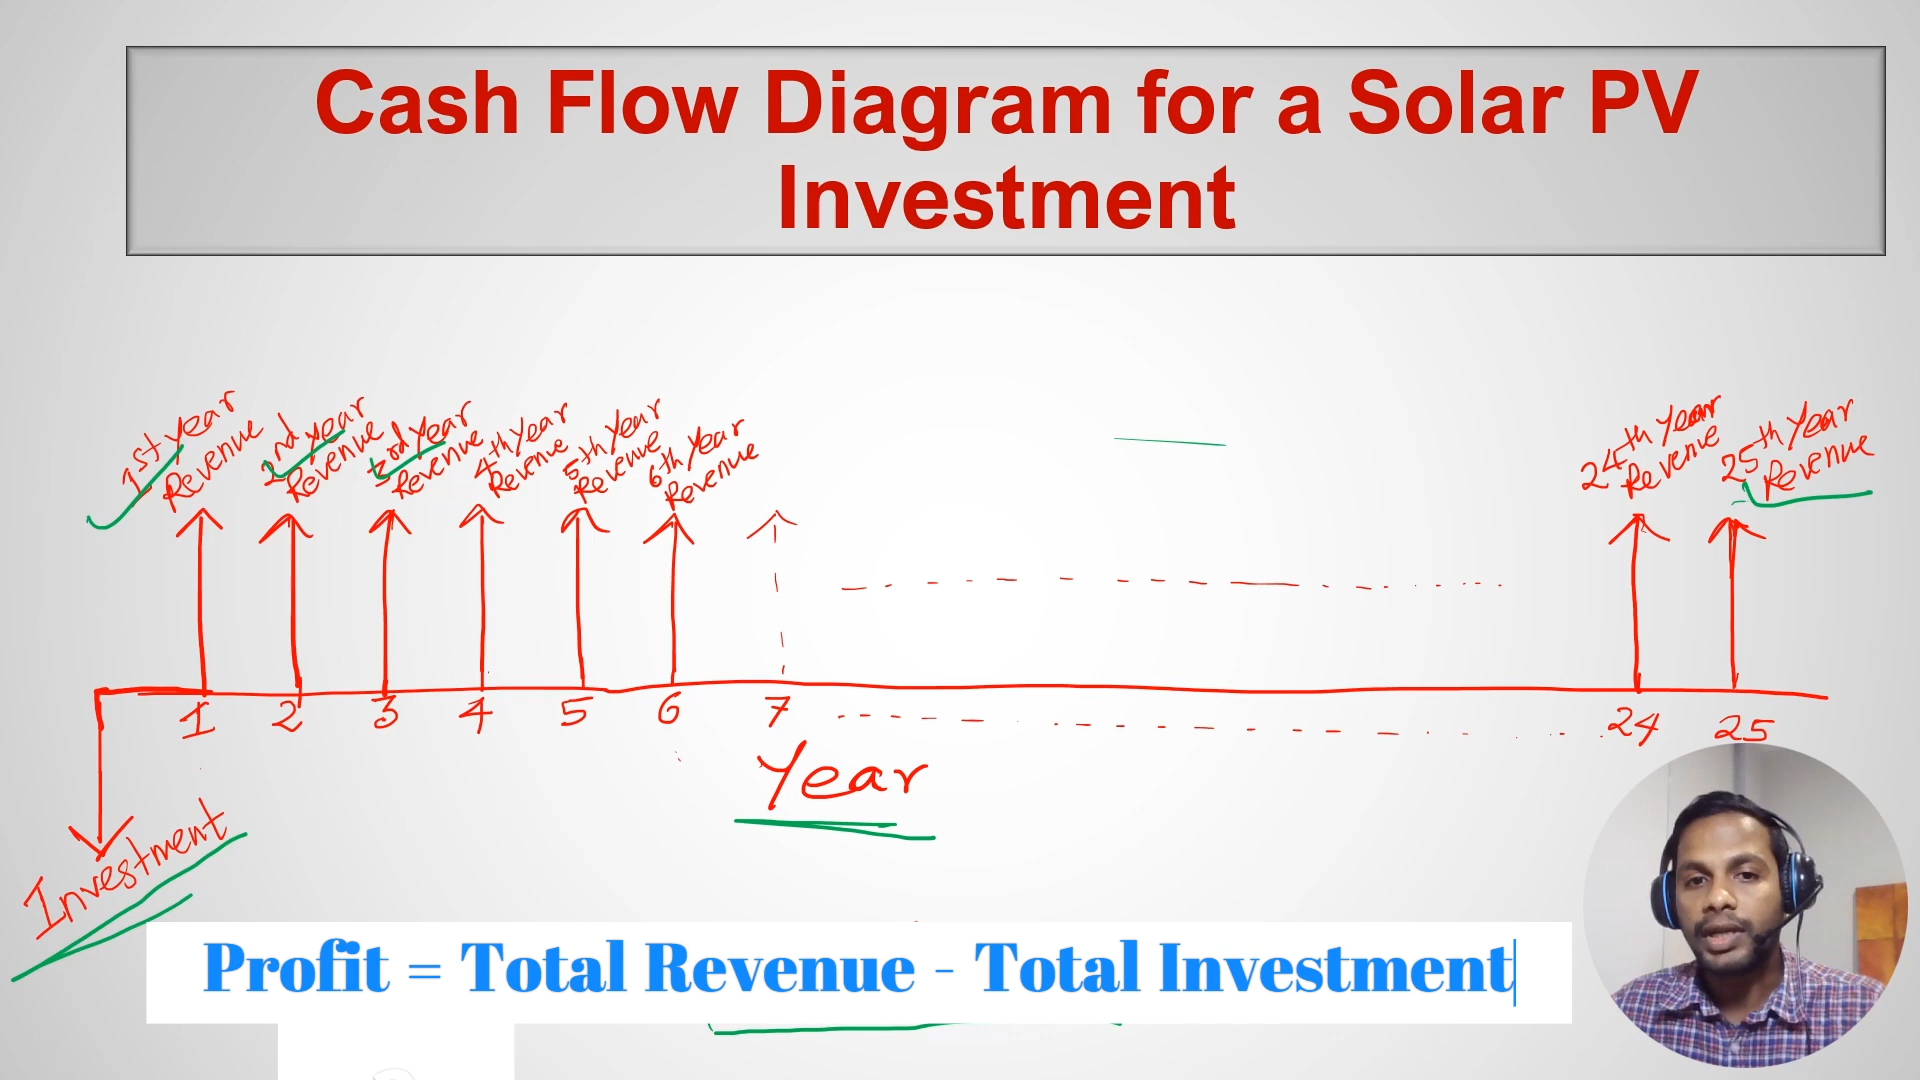 Cash Flow Diagram for a Solar PV
Investment
1st year
Revenue
2nd year
Revenue
3rd Year
Revenue
4th Year
Revenue
5th Year
Revenue
6th Year
Revenue
24th Year
Revenue
25th Year
Revenue
1 2 3 4 5 6 7 24 25
Year
Investment
Profit = Total Revenue - Total Investment